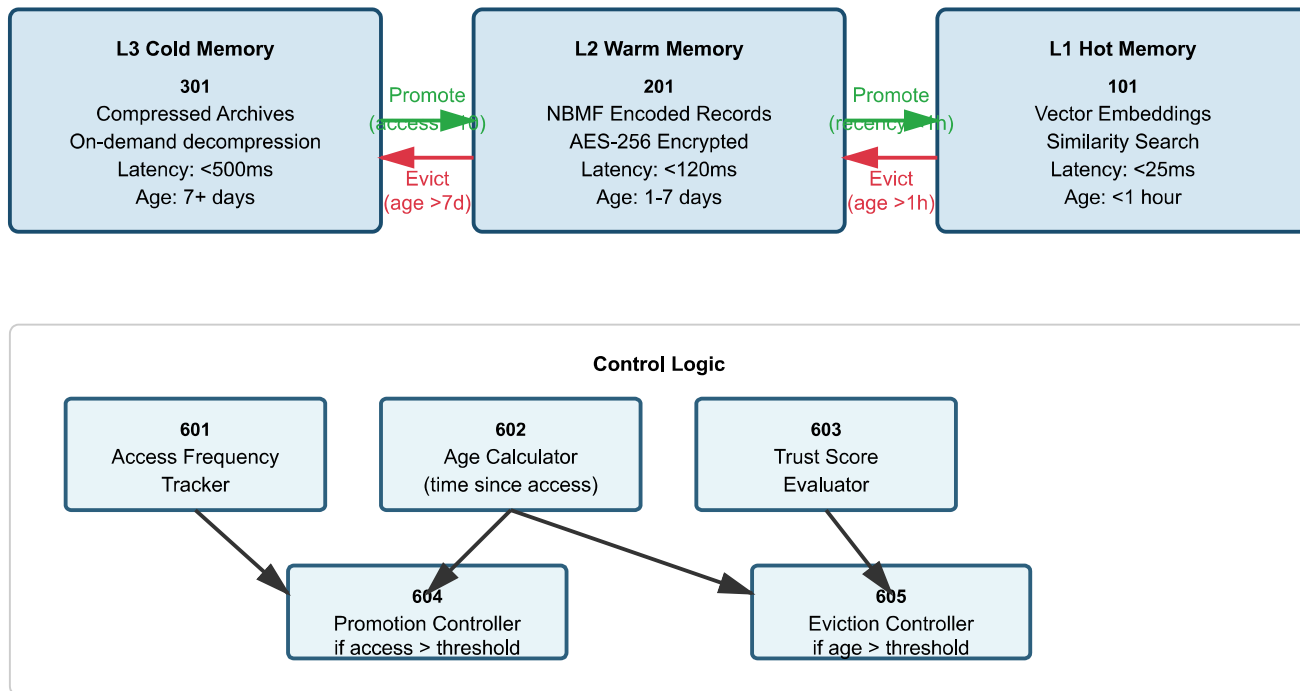 L3 Cold Memory
301
Compressed Archives
On-demand decompression
Latency: <500ms
Age: 7+ days
Promote
(access 10)
Evict
(age >7d)
L2 Warm Memory
201
NBMF Encoded Records
AES-256 Encrypted
Latency: <120ms
Age: 1-7 days
Promote
(recency
Evict
(age >1h)
L1 Hot Memory
101
Vector Embeddings
Similarity Search
Latency: <25ms
Age: <1 hour
Control Logic
601
Access Frequency
Tracker
602
Age Calculator
(time since access)
603
Trust Score
Evaluator
604
Promotion Controller
if access > threshold
605
Eviction Controller
if age > threshold